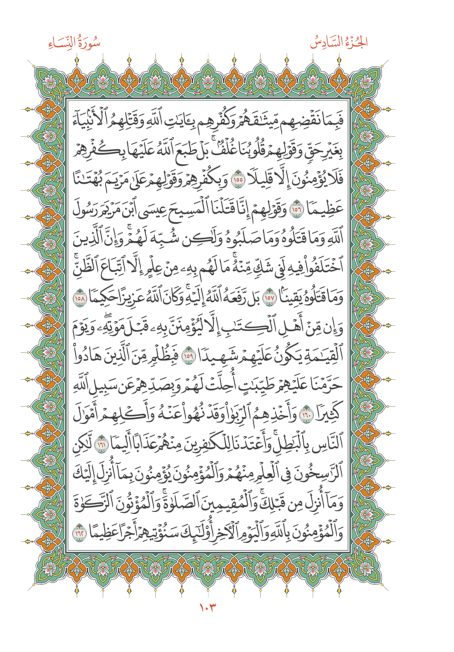 الجُزْءُ السَّادِسُ
سُورَةُ النِّسَاءِ
فَبِمَا نَقْضِهِم مِّيثَٰقَهُمْ وَكُفْرِهِم بِـَٔايَٰتِ ٱللَّهِ وَقَتْلِهِمُ ٱلْأَنۢبِيَآءَ
بِغَيْرِ حَقٍّ وَقَوْلِهِمْ قُلُوبُنَا غُلْفٌۢ ۚ بَلْ طَبَعَ ٱللَّهُ عَلَيْهَا بِكُفْرِهِمْ
فَلَا يُؤْمِنُونَ إِلَّا قَلِيلًا ١٥٥ وَبِكُفْرِهِمْ وَقَوْلِهِمْ عَلَىٰ مَرْيَمَ بُهْتَٰنًا
عَظِيمًا ١٥٦ وَقَوْلِهِمْ إِنَّا قَتَلْنَا ٱلْمَسِيحَ عِيسَى ٱبْنَ مَرْيَمَ رَسُولَ
ٱللَّهِ وَمَا قَتَلُوهُ وَمَا صَلَبُوهُ وَلَٰكِن شُبِّهَ لَهُمْ ۚ وَإِنَّ ٱلَّذِينَ
ٱخْتَلَفُوا۟ فِيهِ لَفِى شَكٍّ مِّنْهُ ۚ مَا لَهُم بِهِۦ مِنْ عِلْمٍ إِلَّا ٱتِّبَاعَ ٱلظَّنِّ ۚ
وَمَا قَتَلُوهُ يَقِينًۢا ١٥٧ بَل رَّفَعَهُ ٱللَّهُ إِلَيْهِ ۚ وَكَانَ ٱللَّهُ عَزِيزًا حَكِيمًا ١٥٨
وَإِن مِّنْ أَهْلِ ٱلْكِتَٰبِ إِلَّا لَيُؤْمِنَنَّ بِهِۦ قَبْلَ مَوْتِهِۦ ۖ وَيَوْمَ
ٱلْقِيَٰمَةِ يَكُونُ عَلَيْهِمْ شَهِيدًا ١٥٩ فَبِظُلْمٍ مِّنَ ٱلَّذِينَ هَادُوا۟
حَرَّمْنَا عَلَيْهِمْ طَيِّبَٰتٍ أُحِلَّتْ لَهُمْ وَبِصَدِّهِمْ عَن سَبِيلِ ٱللَّهِ
كَثِيرًا ١٦٠ وَأَخْذِهِمُ ٱلرِّبَوٰا۟ وَقَدْ نُهُوا۟ عَنْهُ وَأَكْلِهِمْ أَمْوَٰلَ
ٱلنَّاسِ بِٱلْبَٰطِلِ ۚ وَأَعْتَدْنَا لِلْكَٰفِرِينَ مِنْهُمْ عَذَابًا أَلِيمًا ١٦١ لَّٰكِنِ
ٱلرَّٰسِخُونَ فِى ٱلْعِلْمِ مِنْهُمْ وَٱلْمُؤْمِنُونَ يُؤْمِنُونَ بِمَآ أُنزِلَ إِلَيْكَ
وَمَآ أُنزِلَ مِن قَبْلِكَ ۚ وَٱلْمُقِيمِينَ ٱلصَّلَوٰةَ ۚ وَٱلْمُؤْتُونَ ٱلزَّكَوٰةَ
وَٱلْمُؤْمِنُونَ بِٱللَّهِ وَٱلْيَوْمِ ٱلْـَٔاخِرِ أُو۟لَٰٓئِكَ سَنُؤْتِيهِمْ أَجْرًا عَظِيمًا ١٦٢
١٠٣